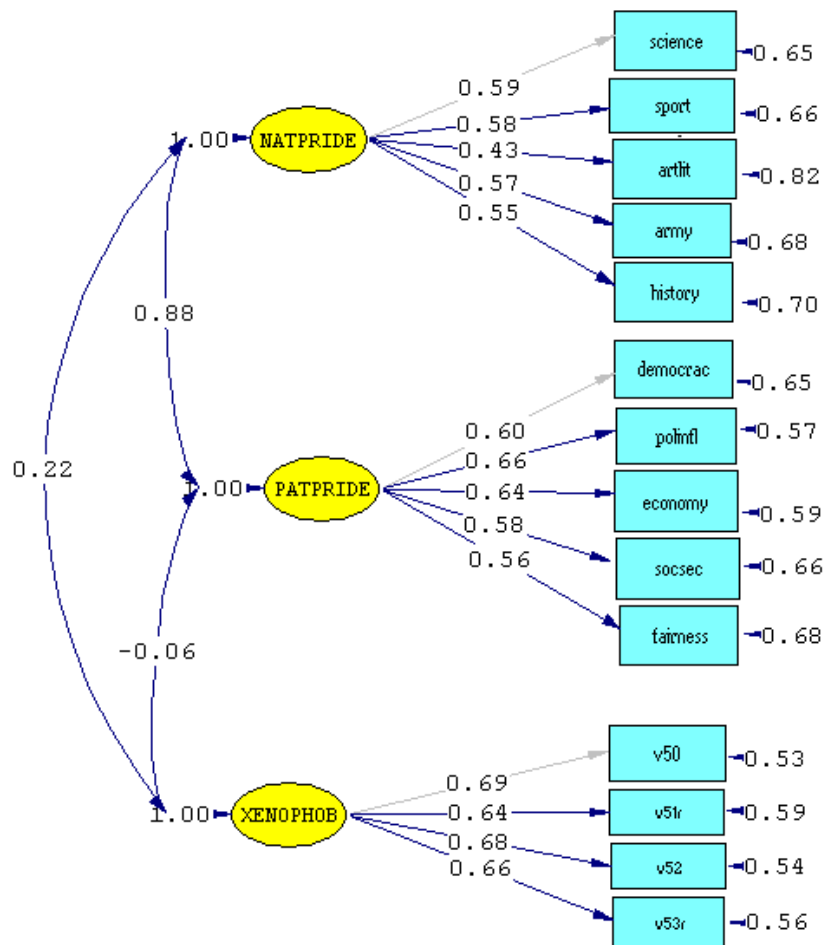 science
0.65
0.59
sport
0.66
0.58
1.00
NATPRIDE
0.43
artlit
0.82
0.57
army
0.68
0.55
history
0.70
0.88
democrac
0.65
0.60
polinfl
0.57
0.66
0.22
1.00
PATPRIDE
0.64
economy
0.59
0.58
socsec
0.66
0.56
fairness
0.68
-0.06
v50
0.53
0.69
1.00
XENOPHOB
0.64
v51r
0.59
0.68
v52
0.54
0.66
v53r
0.56